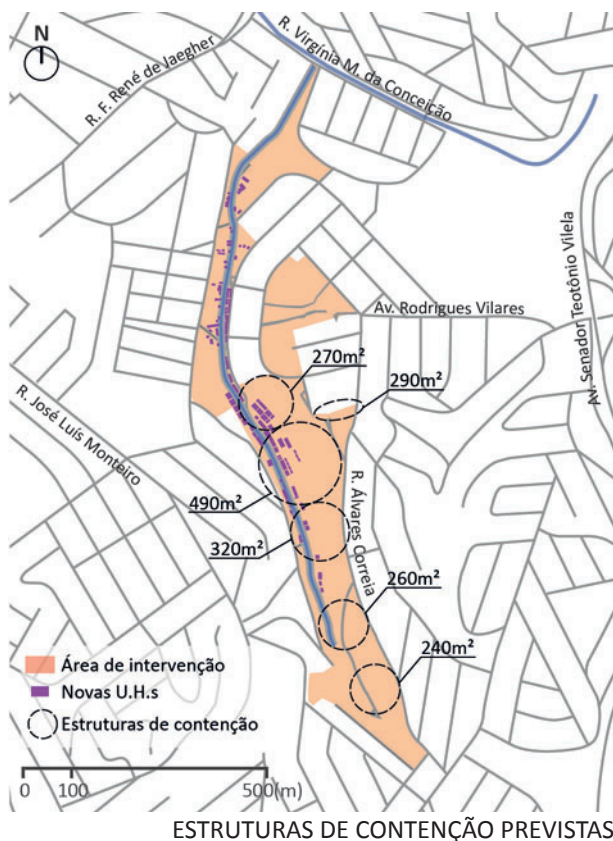 N
R. F. René de Jaegher
R. Virgínia M. da Conceição
Av. Senador Teotônio Vilela
Av. Rodrigues Vilares
270m²
290m²
R. José Luís Monteiro
490m²
R. Álvares Correia
320m²
260m²
240m²
Área de intervenção
Novas U.H.s
Estruturas de contenção
0 100 500(m)
ESTRUTURAS DE CONTENÇÃO PREVISTAS